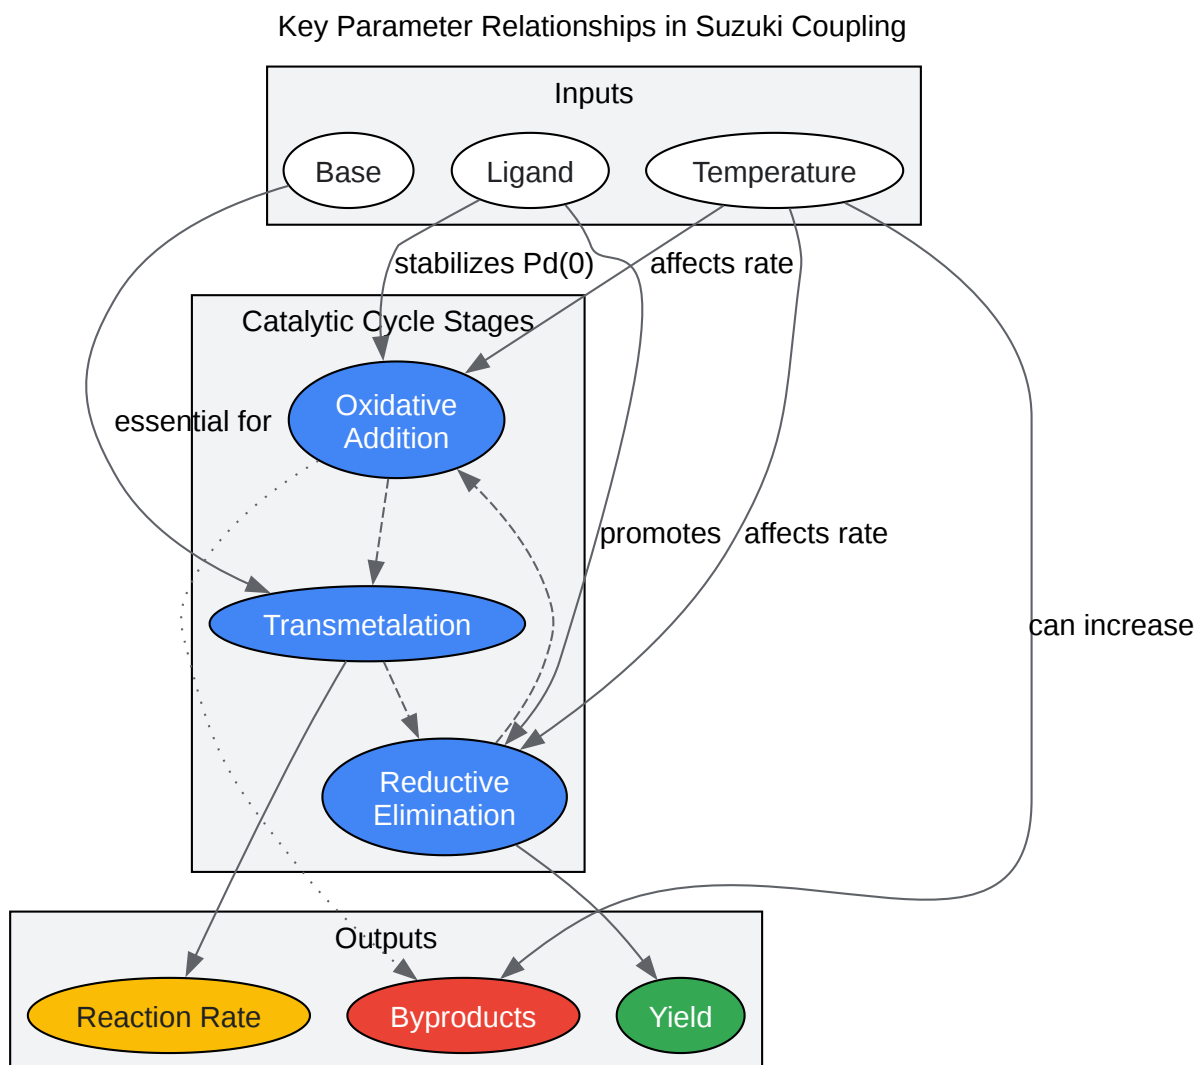 Key Parameter Relationships in Suzuki Coupling
Inputs
Base
Ligand
Temperature
stabilizes Pd(0)
affects rate
Catalytic Cycle Stages
Oxidative
Addition
essential for
promotes
affects rate
Transmetalation
can increase
Reductive
Elimination
Outputs
Reaction Rate
Byproducts
Yield